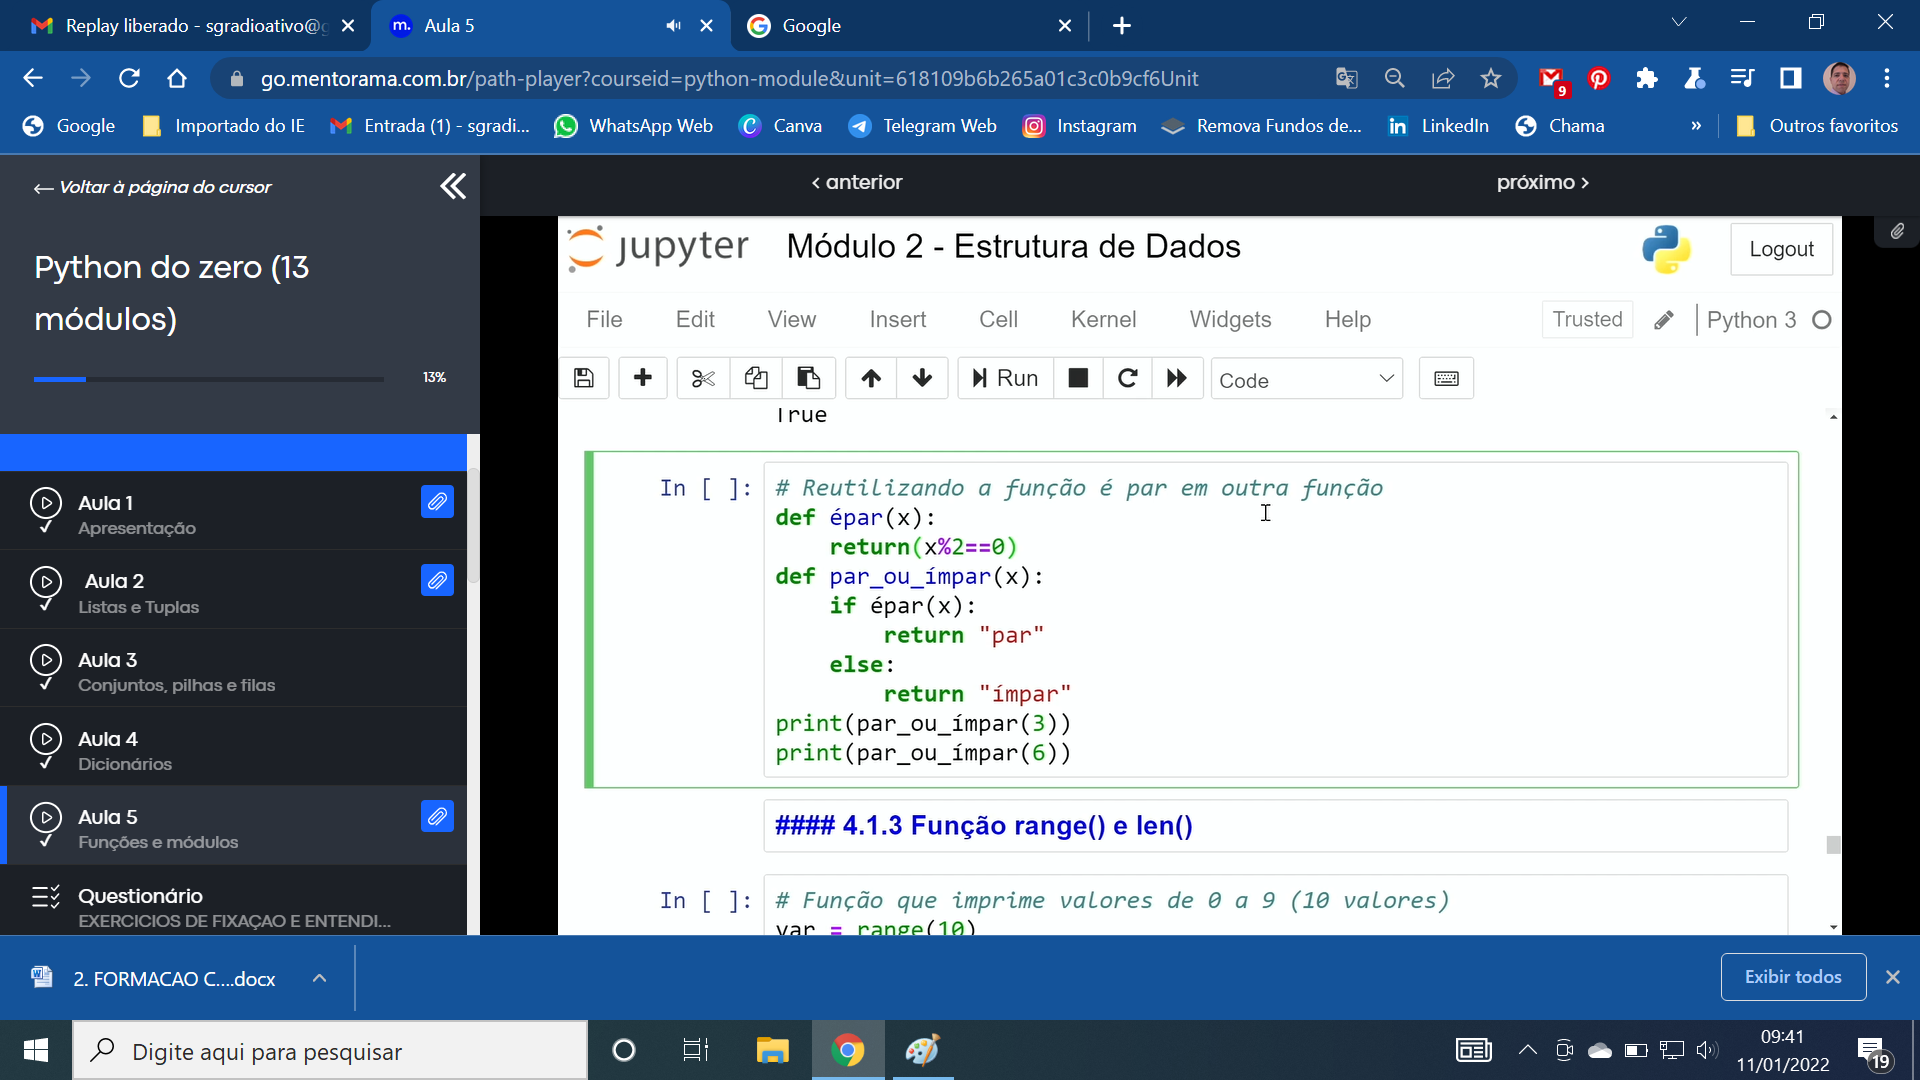 Replay liberado - sgradioativo@g
Aula 5
Google
go.mentorama.com.br/path-player?courseid=python-module&unit=618109b6b265a01c3c0b9cf6Unit
9
Google
Importado do IE
Entrada (1) - sgradi...
WhatsApp Web
Canva
Telegram Web
Instagram
Remova Fundos de...
LinkedIn
Chama
»
Outros favoritos
← Voltar à página do cursor
Python do zero (13
módulos)
13%
Aula 1
Apresentação
Aula 2
Listas e Tuplas
Aula 3
Conjuntos, pilhas e filas
Aula 4
Dicionários
Aula 5
Funções e módulos
Questionário
EXERCICIOS DE FIXAÇAO E ENTENDI...
< anterior
próximo >
jupyter
Módulo 2 - Estrutura de Dados
Logout
File
Edit
View
Insert
Cell
Kernel
Widgets
Help
Trusted
Python 3
Run
Code
True
In [ ]:
# Reutilizando a função é par em outra função
def épar(x):
    return(x%2==0)
def par_ou_ímpar(x):
    if épar(x):
        return "par"
    else:
        return "ímpar"
print(par_ou_ímpar(3))
print(par_ou_ímpar(6))
#### 4.1.3 Função range() e len()
In [ ]:
# Função que imprime valores de 0 a 9 (10 valores)
var = range(10)
2. FORMACAO C....docx
Exibir todos
Digite aqui para pesquisar
09:41
11/01/2022
19